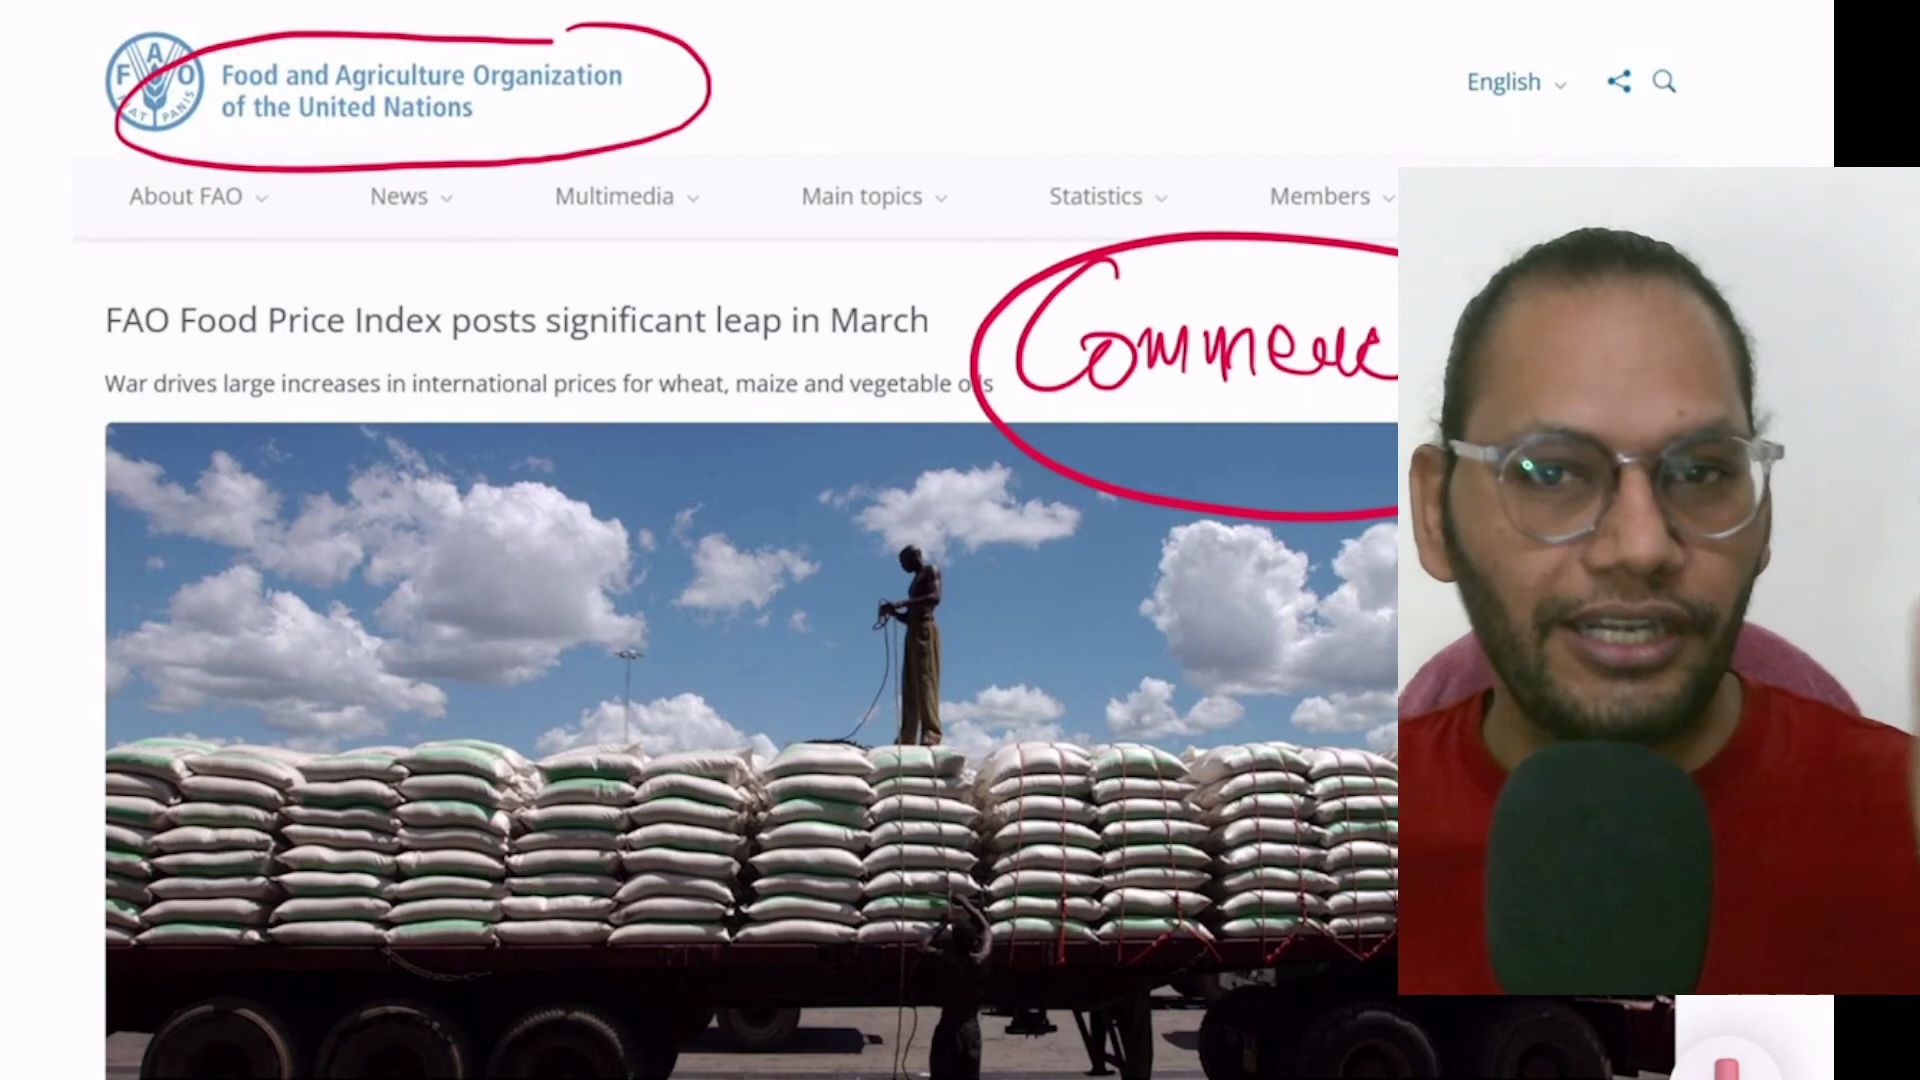 FAO
FIAT PANIS
Food and Agriculture Organization
of the United Nations
English
About FAO
News
Multimedia
Main topics
Statistics
Members
FAO Food Price Index posts significant leap in March
War drives large increases in international prices for wheat, maize and vegetable oils